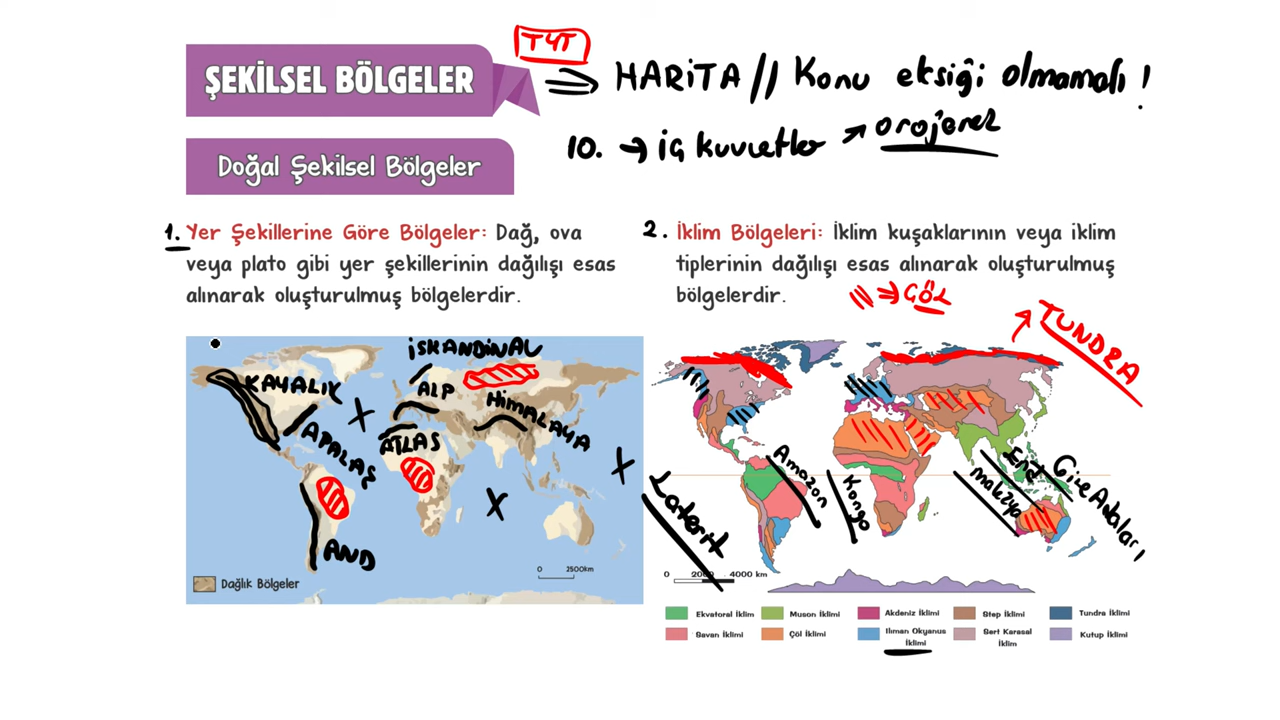 TYT
ŞEKİLSEL BÖLGELER
⇒ HARİTA // Konu eksiği olmamalı!
10. → iç kuvvetler → orojenez
Doğal Şekilsel Bölgeler
1. Yer Şekillerine Göre Bölgeler: Dağ, ova
veya plato gibi yer şekillerinin dağılışı esas
alınarak oluşturulmuş bölgelerdir.
2. İklim Bölgeleri: İklim kuşaklarının veya iklim
tiplerinin dağılışı esas alınarak oluşturulmuş
bölgelerdir.
⇒ ÇÖL
TUNDRA
İSKANDİNAV
KAYALIK
ALP
HİMALAYA
APALAŞ
ATLAS
AND
Dağlık Bölgeler
0 2500km
Laterit
Amazon
Kongo
malezya
End
Gine Adaları
0 2000 4000 km
Ekvatoral İklim
Muson İklimi
Akdeniz İklimi
Step İklimi
Tundra İklimi
Savan İklimi
Çöl İklimi
Ilıman Okyanus
İklimi
Sert Karasal
İklim
Kutup İklimi